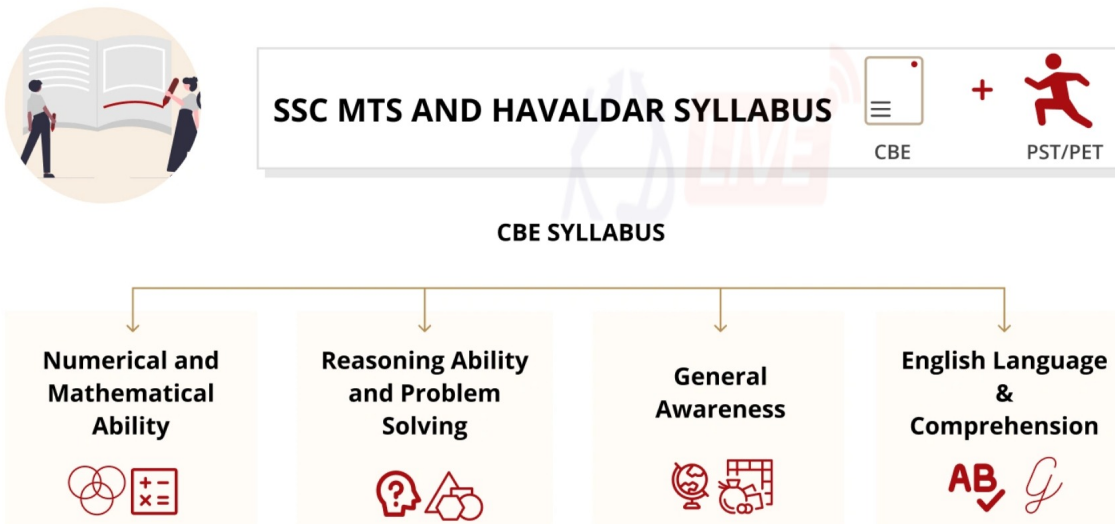 SSC MTS AND HAVALDAR SYLLABUS
CBE
+
PST/PET
LIVE
CBE SYLLABUS
Numerical and
Mathematical
Ability
+ −
× =
Reasoning Ability
and Problem
Solving
?
General
Awareness
English Language
&
Comprehension
AB
G